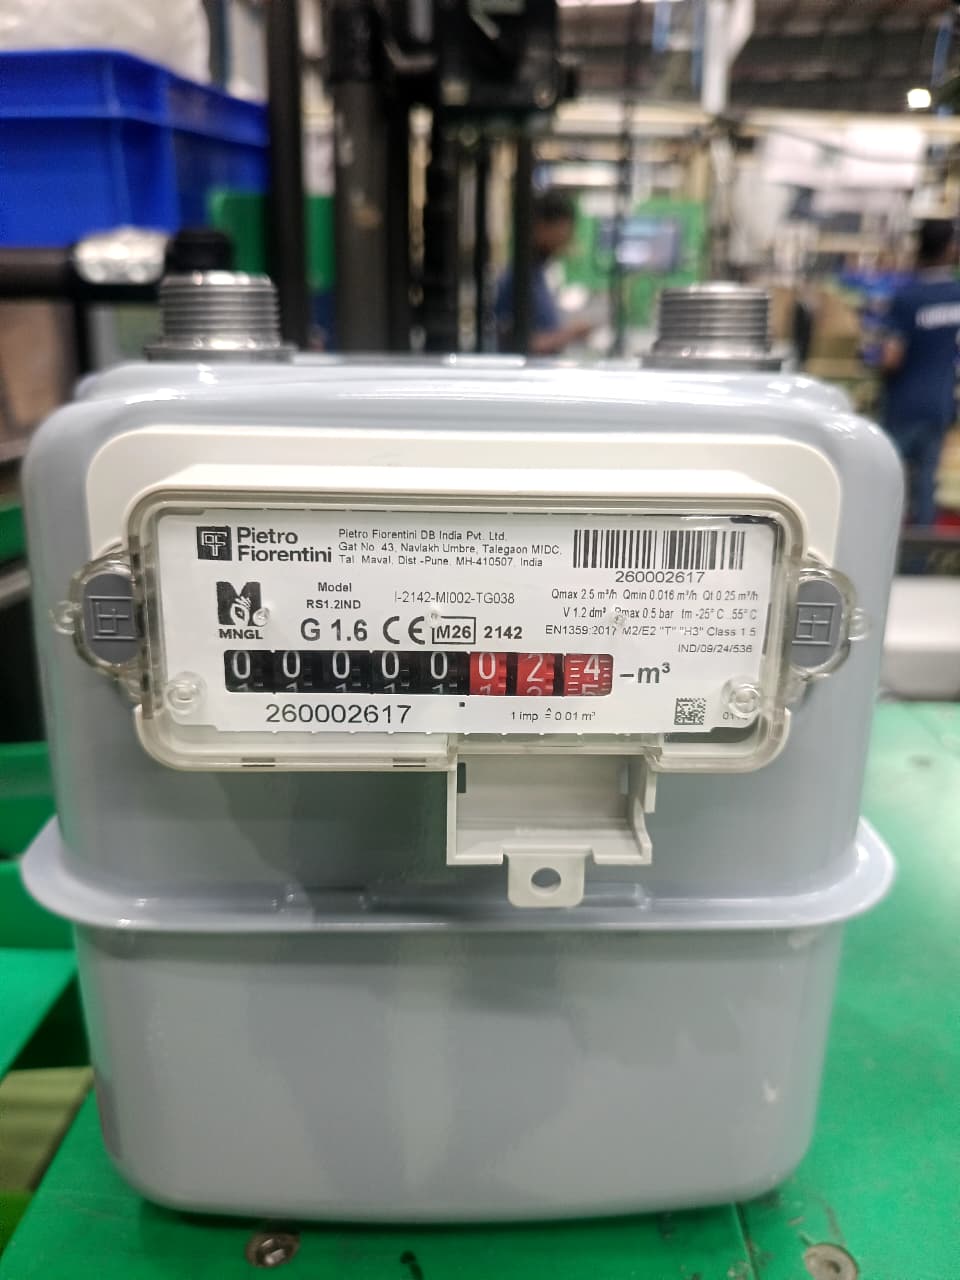 Pietro
Fiorentini
Pietro Fiorentini DB India Pvt. Ltd.
Gat No. 43, Navlakh Umbre, Talegaon MIDC,
Tal. Maval, Dist -Pune. MH-410507, India
260002617
MNGL
Model
RS1.2IND
I-2142-MI002-TG038
G 1.6 CE M26 2142
Qmax 2.5 m³/h Qmin 0.016 m³/h Qt 0.25 m³/h
V 1.2 dm³ Pmax 0.5 bar tm -25° C ..55° C
EN1359:2017 M2/E2 "T" "H3" Class 1.5
IND/09/24/536
0 0 0 0 0 0 2 4 m³
260002617
1 imp ≙ 0.01 m³